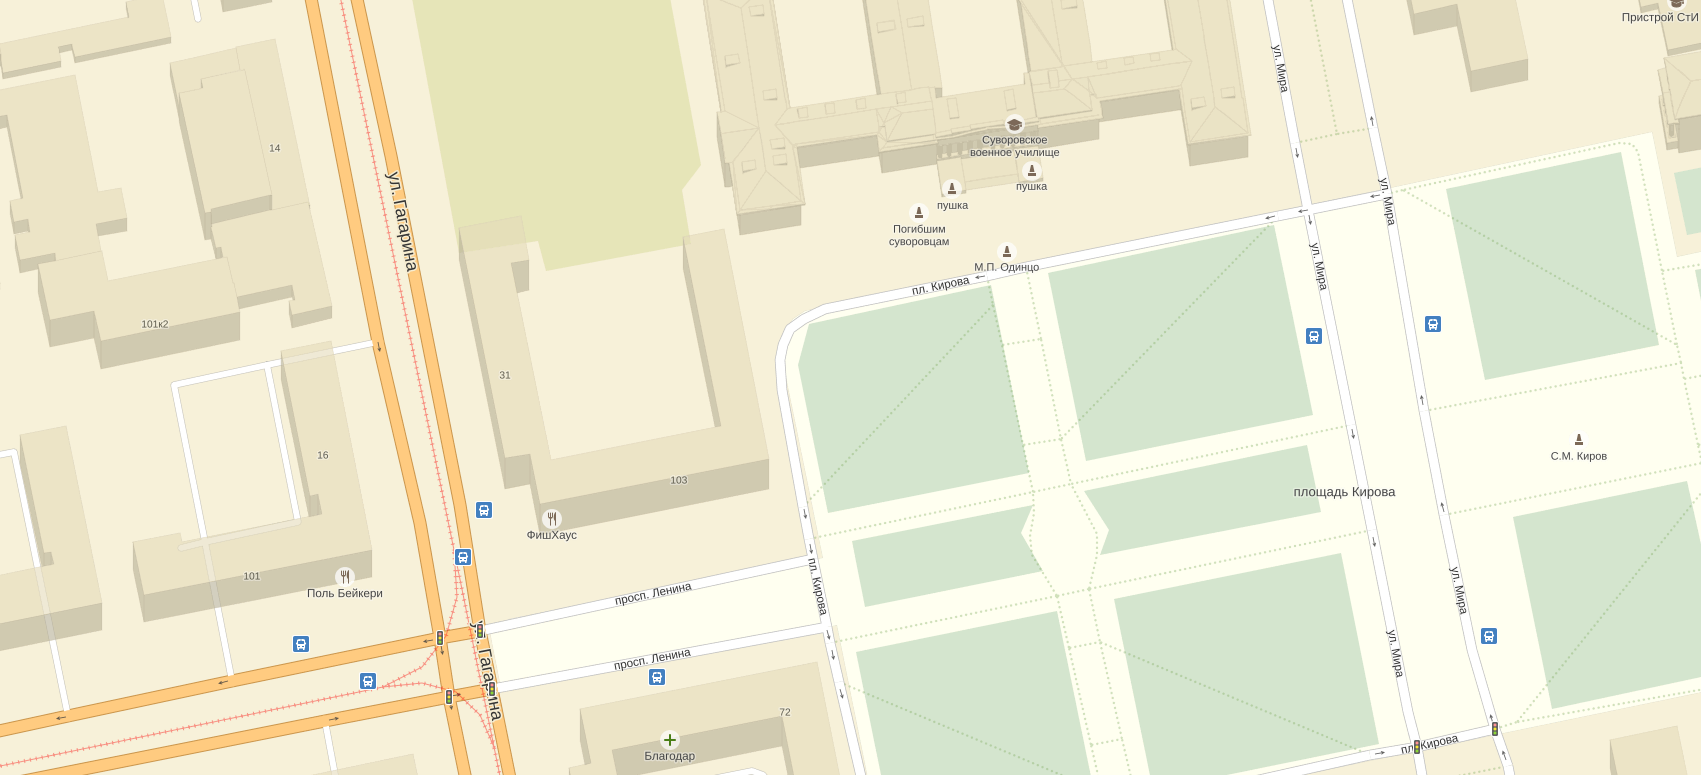 Пристрой СтИ
ул. Мира
14
Суворовское
военное училище
пушка
пушка
ул. Гагарина
ул. Мира
Погибшим
суворовцам
М.П. Одинцо
ул. Мира
пл. Кирова
101к2
31
16
103
С.М. Киров
площадь Кирова
ФишХаус
101
Поль Бейкери
просп. Ленина
пл. Кирова
ул. Мира
ул. Гагарина
просп. Ленина
ул. Мира
72
Благодар
пл. Кирова